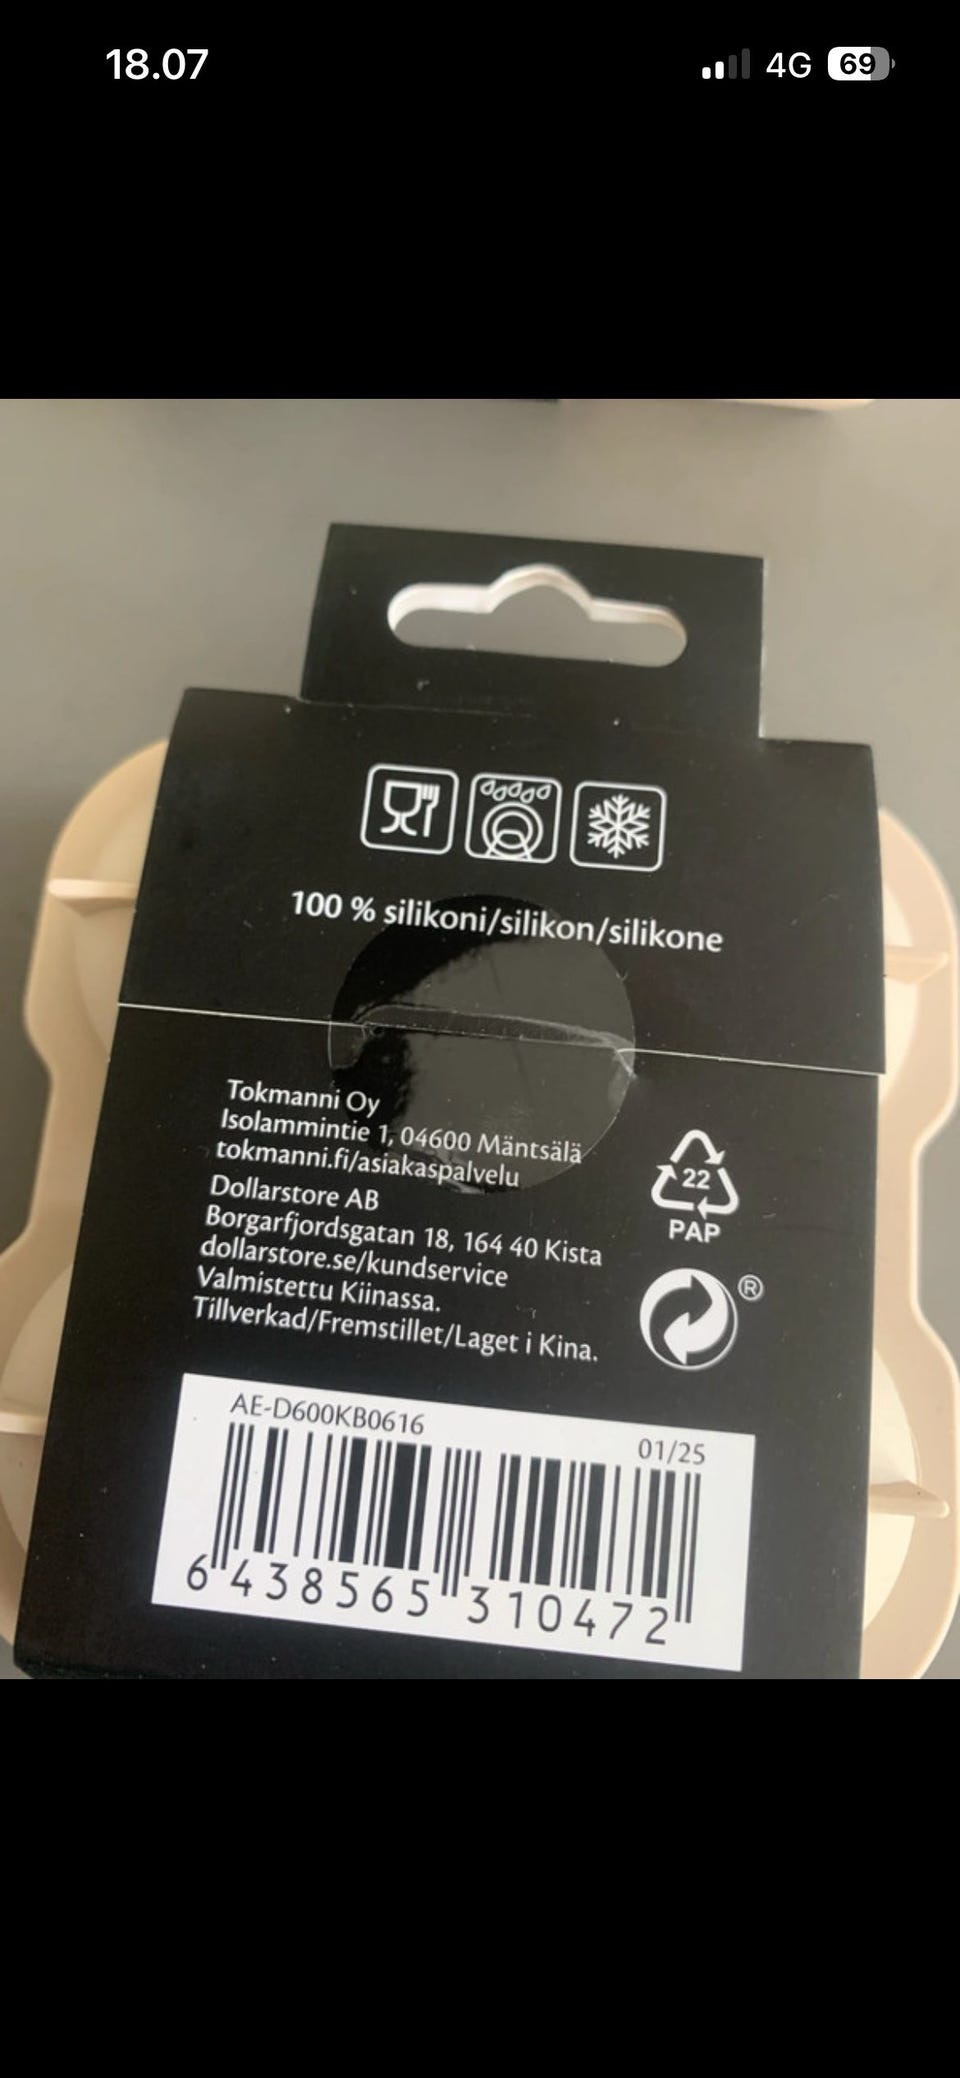 18.07
4G 69
100 % silikoni/silikon/silikone
Tokmanni Oy
Isolammintie 1, 04600 Mäntsälä
tokmanni.fi/asiakaspalvelu
Dollarstore AB
Borgarfjordsgatan 18, 164 40 Kista
dollarstore.se/kundservice
Valmistettu Kiinassa.
Tillverkad/Fremstillet/Laget i Kina.
22
PAP
®
AE-D600KB0616
01/25
6 438565 310472